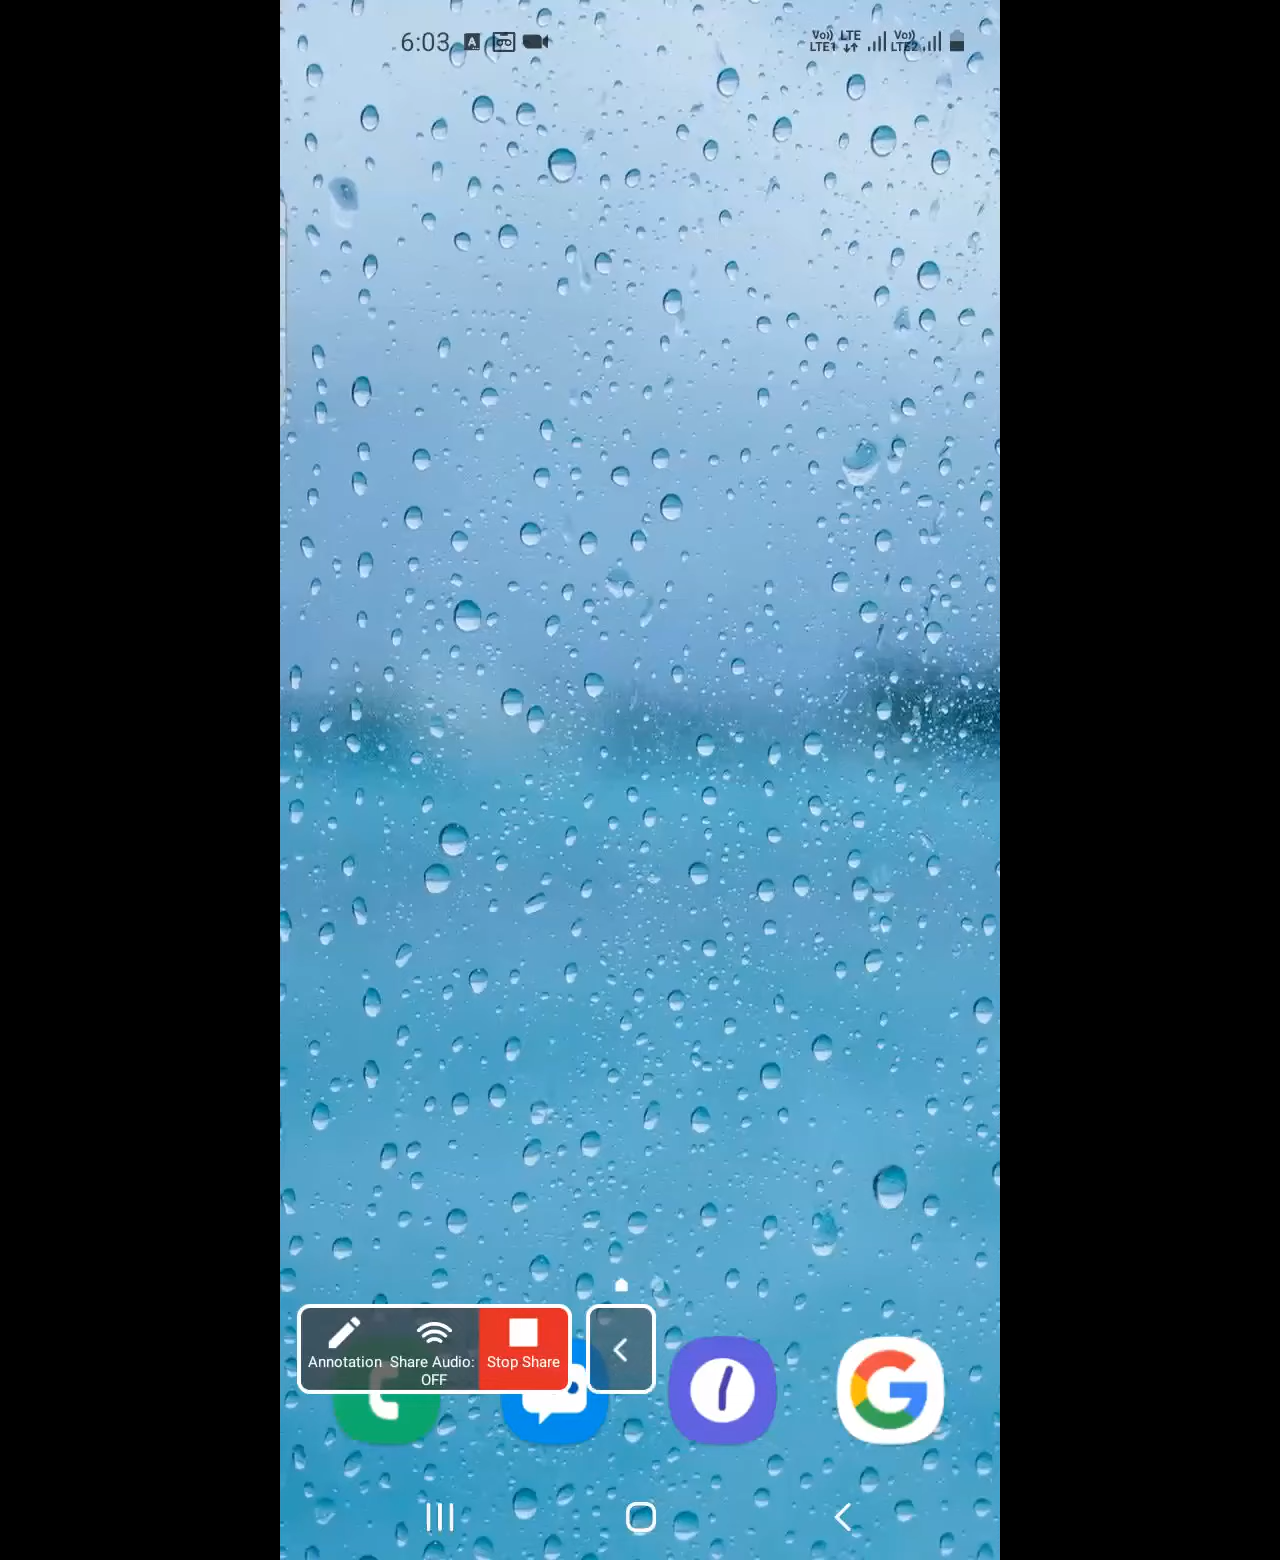 6:03
Vo)) LTE Vo))
LTE1 LTE2
Annotation Share Audio: Stop Share
OFF